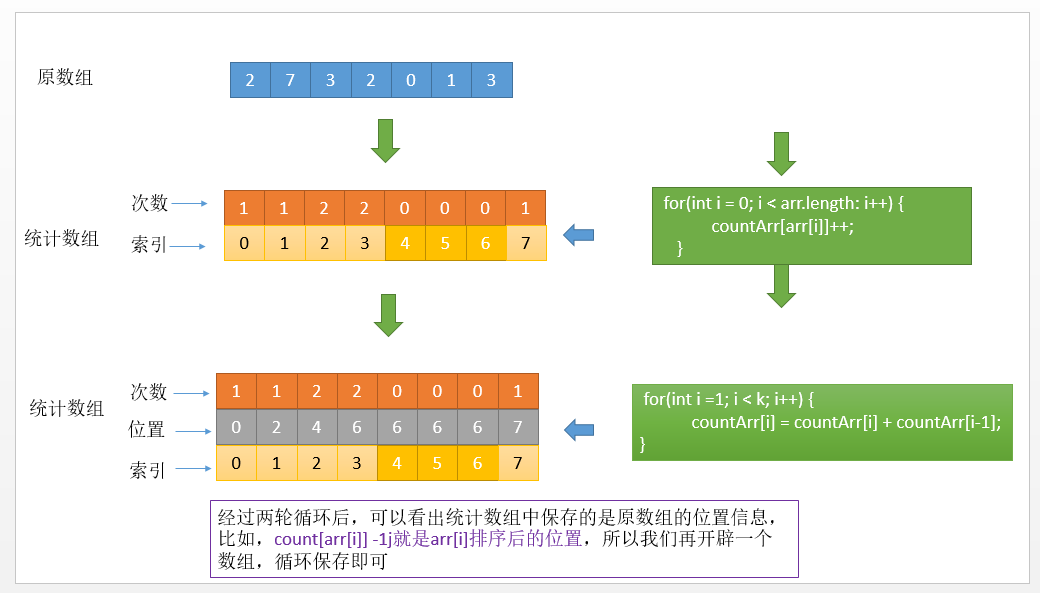 原数组
2 7 3 2 0 1 3
次数
1 1 2 2 0 0 0 1
统计数组
索引
0 1 2 3 4 5 6 7
for(int i = 0; i < arr.length: i++) {
countArr[arr[i]]++;
}
次数
1 1 2 2 0 0 0 1
统计数组
位置
0 2 4 6 6 6 6 7
索引
0 1 2 3 4 5 6 7
for(int i =1; i < k; i++) {
countArr[i] = countArr[i] + countArr[i-1];
}
经过两轮循环后，可以看出统计数组中保存的是原数组的位置信息，
比如，count[arr[i]] -1j就是arr[i]排序后的位置，所以我们再开辟一个
数组，循环保存即可